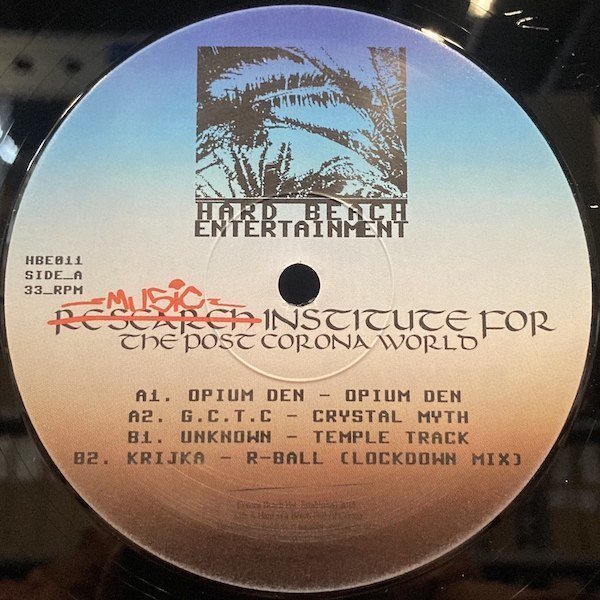 HARD BEACH
ENTERTAINMENT
HBE011
SIDE_A
33_RPM
MUSIC
RESEARCH INSTITUTE FOR
THE POST CORONA WORLD
A1. OPIUM DEN - OPIUM DEN
A2. G.C.T.C - CRYSTAL MYTH
B1. UNKNOWN - TEMPLE TRACK
B2. KRIJKA - R-BALL (LOCKDOWN MIX)